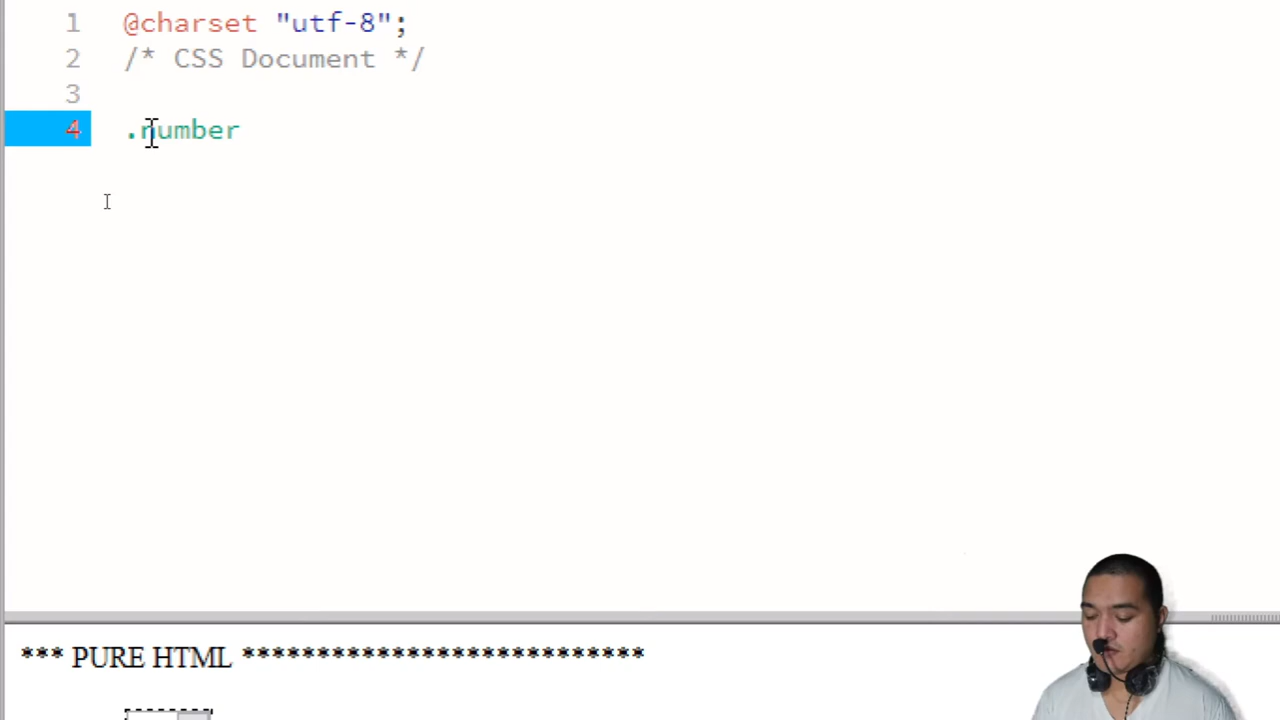 1 @charset "utf-8";
2 /* CSS Document */
3
4 .number
*** PURE HTML ***************************